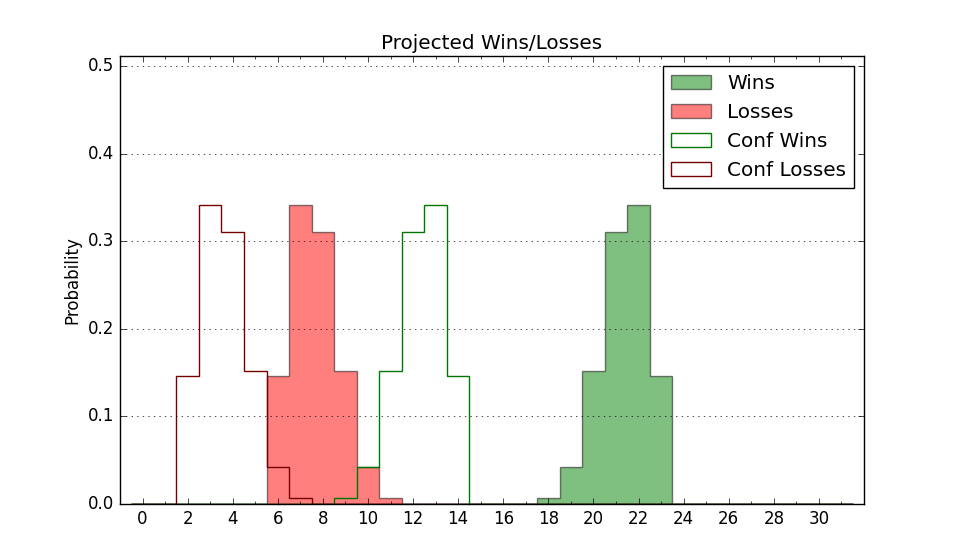 Projected Wins/Losses
0.5
0.4
0.3
0.2
0.1
0.0
Probability
Wins
Losses
Conf Wins
Conf Losses
0 2 4 6 8 10 12 14 16 18 20 22 24 26 28 30